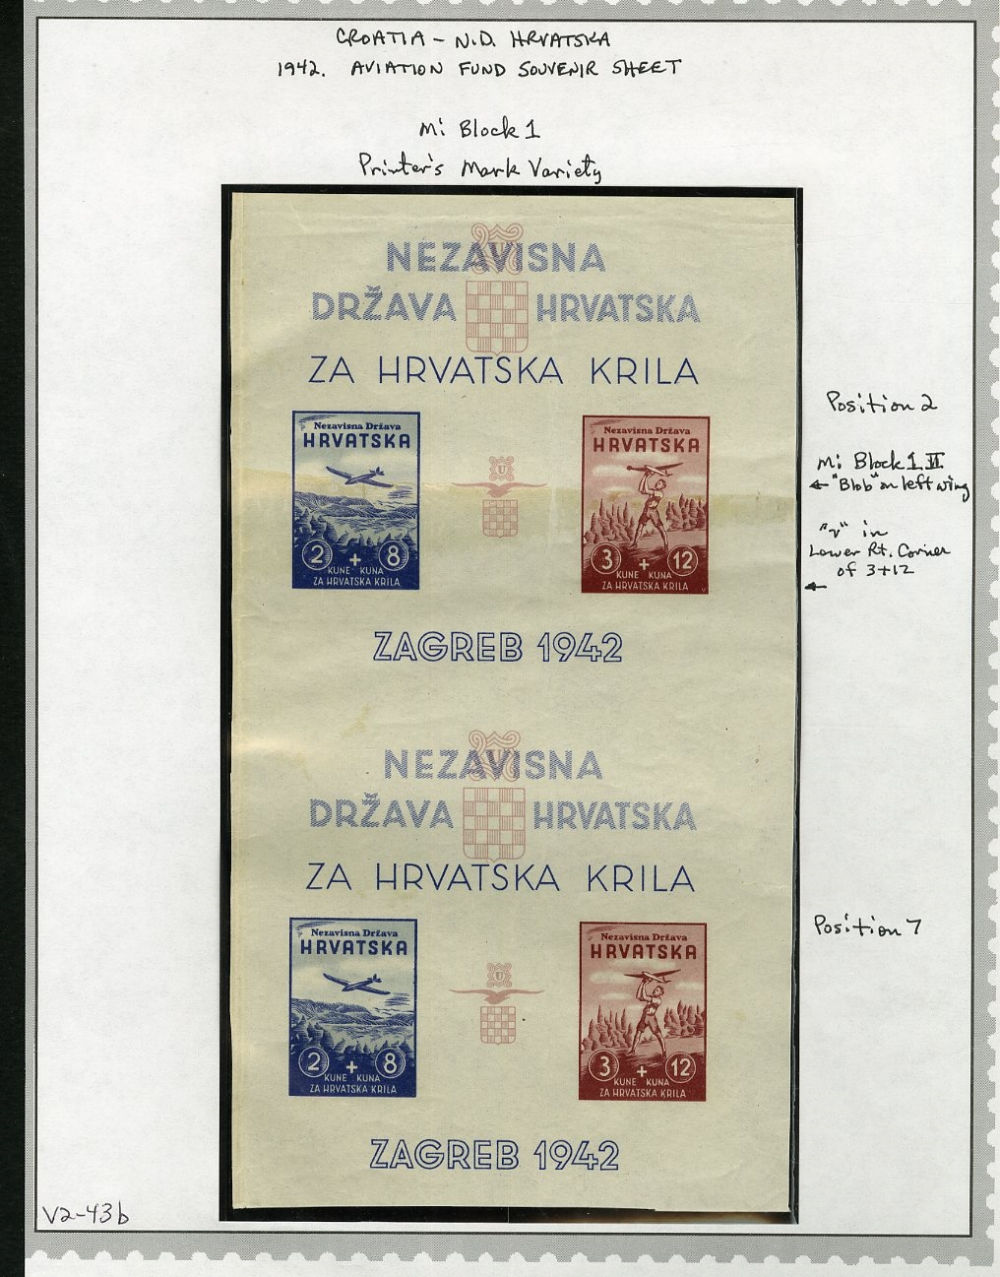 CROATIA – N.D. HRVATSKA
1942. AVIATION FUND SOUVENIR SHEET
Mi Block 1
Printer's Mark Variety
NEZAVISNA
DRŽAVA HRVATSKA
ZA HRVATSKA KRILA
Nezavisna Država
HRVATSKA
2 + 8
KUNE KUNA
ZA HRVATSKA KRILA
U
Nezavisna Država
HRVATSKA
3 + 12
KUNE KUNA
ZA HRVATSKA KRILA
ZAGREB 1942
Position 2
Mi Block 1 II
← "Blob" on left wing
"v" in
Lower Rt. Corner
of 3+12
←
NEZAVISNA
DRŽAVA HRVATSKA
ZA HRVATSKA KRILA
Nezavisna Država
HRVATSKA
2 + 8
KUNE KUNA
ZA HRVATSKA KRILA
U
Nezavisna Država
HRVATSKA
3 + 12
KUNE KUNA
ZA HRVATSKA KRILA
ZAGREB 1942
Position 7
V2-43b